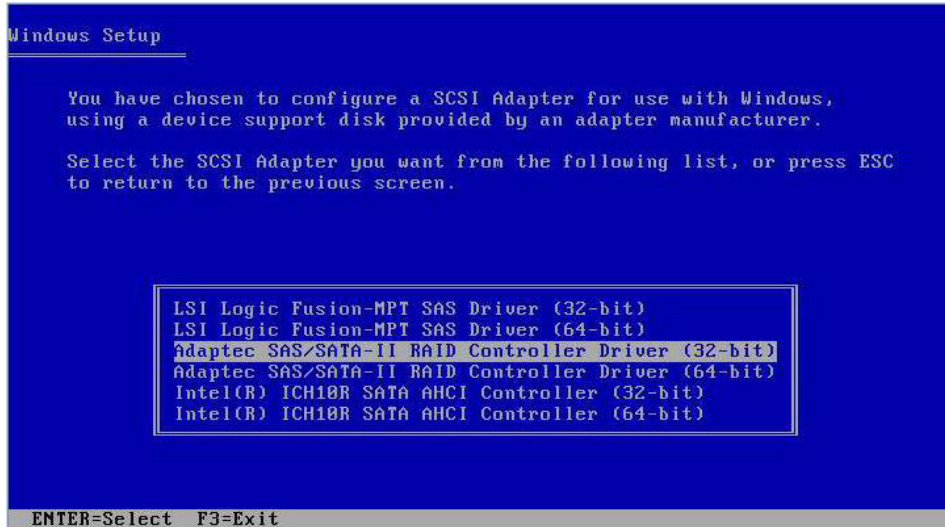 Windows Setup
You have chosen to configure a SCSI Adapter for use with Windows,
using a device support disk provided by an adapter manufacturer.
Select the SCSI Adapter you want from the following list, or press ESC
to return to the previous screen.
LSI Logic Fusion-MPT SAS Driver (32-bit)
LSI Logic Fusion-MPT SAS Driver (64-bit)
Adaptec SAS/SATA-II RAID Controller Driver (32-bit)
Adaptec SAS/SATA-II RAID Controller Driver (64-bit)
Intel(R) ICH10R SATA AHCI Controller (32-bit)
Intel(R) ICH10R SATA AHCI Controller (64-bit)
ENTER=Select F3=Exit